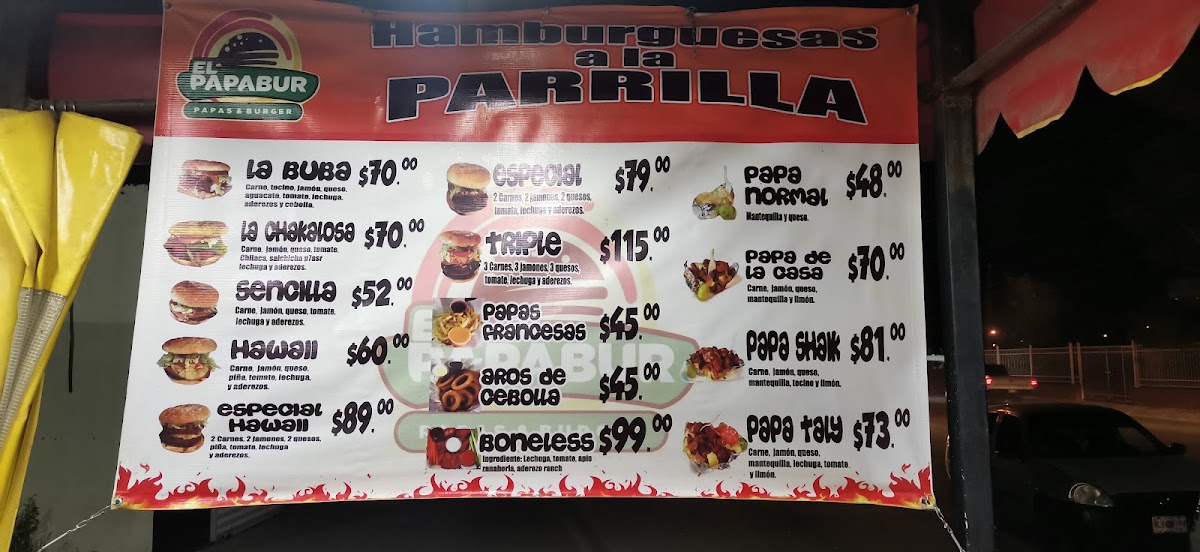 EL
PAPABUR
PAPAS & BURGER
Hamburguesas
a la
PARRILLA
La Buba $70.00
Carne, tocino, jamón, queso,
aguacate, tomate, lechuga,
aderezos y cebolla.
La Chakalosa $70.00
Carne, jamón, queso, tomate,
Chilaca, salchicha p7asr
lechuga y aderezos.
Sencilla $52.00
Carne, jamón, queso, tomate,
lechuga y aderezos.
Hawaii $60.00
Carne, jamón, queso,
piña, tomate, lechuga,
y aderezos.
Especial
Hawaii $89.00
2 Carnes, 2 jamones, 2 quesos,
piña, tomate, lechuga
y aderezos.
Especial $79.00
2 Carnes, 2 jamones, 2 quesos,
tomate, lechuga y aderezos.
Triple $115.00
3 Carnes, 3 jamones, 3 quesos,
tomate, lechuga y aderezos.
Papas
Francesas $45.00
Aros de
Cebolla $45.00
Boneless $99.00
Ingrediente: Lechuga, tomate, apio
zanahoria, aderezo ranch
Papa
Normal $48.00
Mantequilla y queso.
Papa de
la Casa $70.00
Carne, jamón, queso,
mantequilla y limón.
Papa Shak $81.00
Carne, jamón, queso,
mantequilla, tocino y limón.
Papa Taly $73.00
Carne, jamón, queso,
mantequilla, lechuga, tomate
y limón.